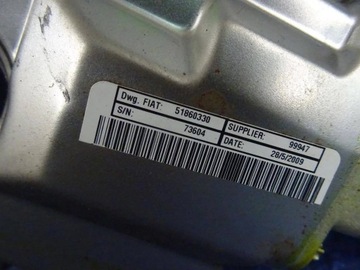 Dwg. FIAT: 51860330 SUPPLIER: 99947
S/N: 73604 DATE: 28/5/2009